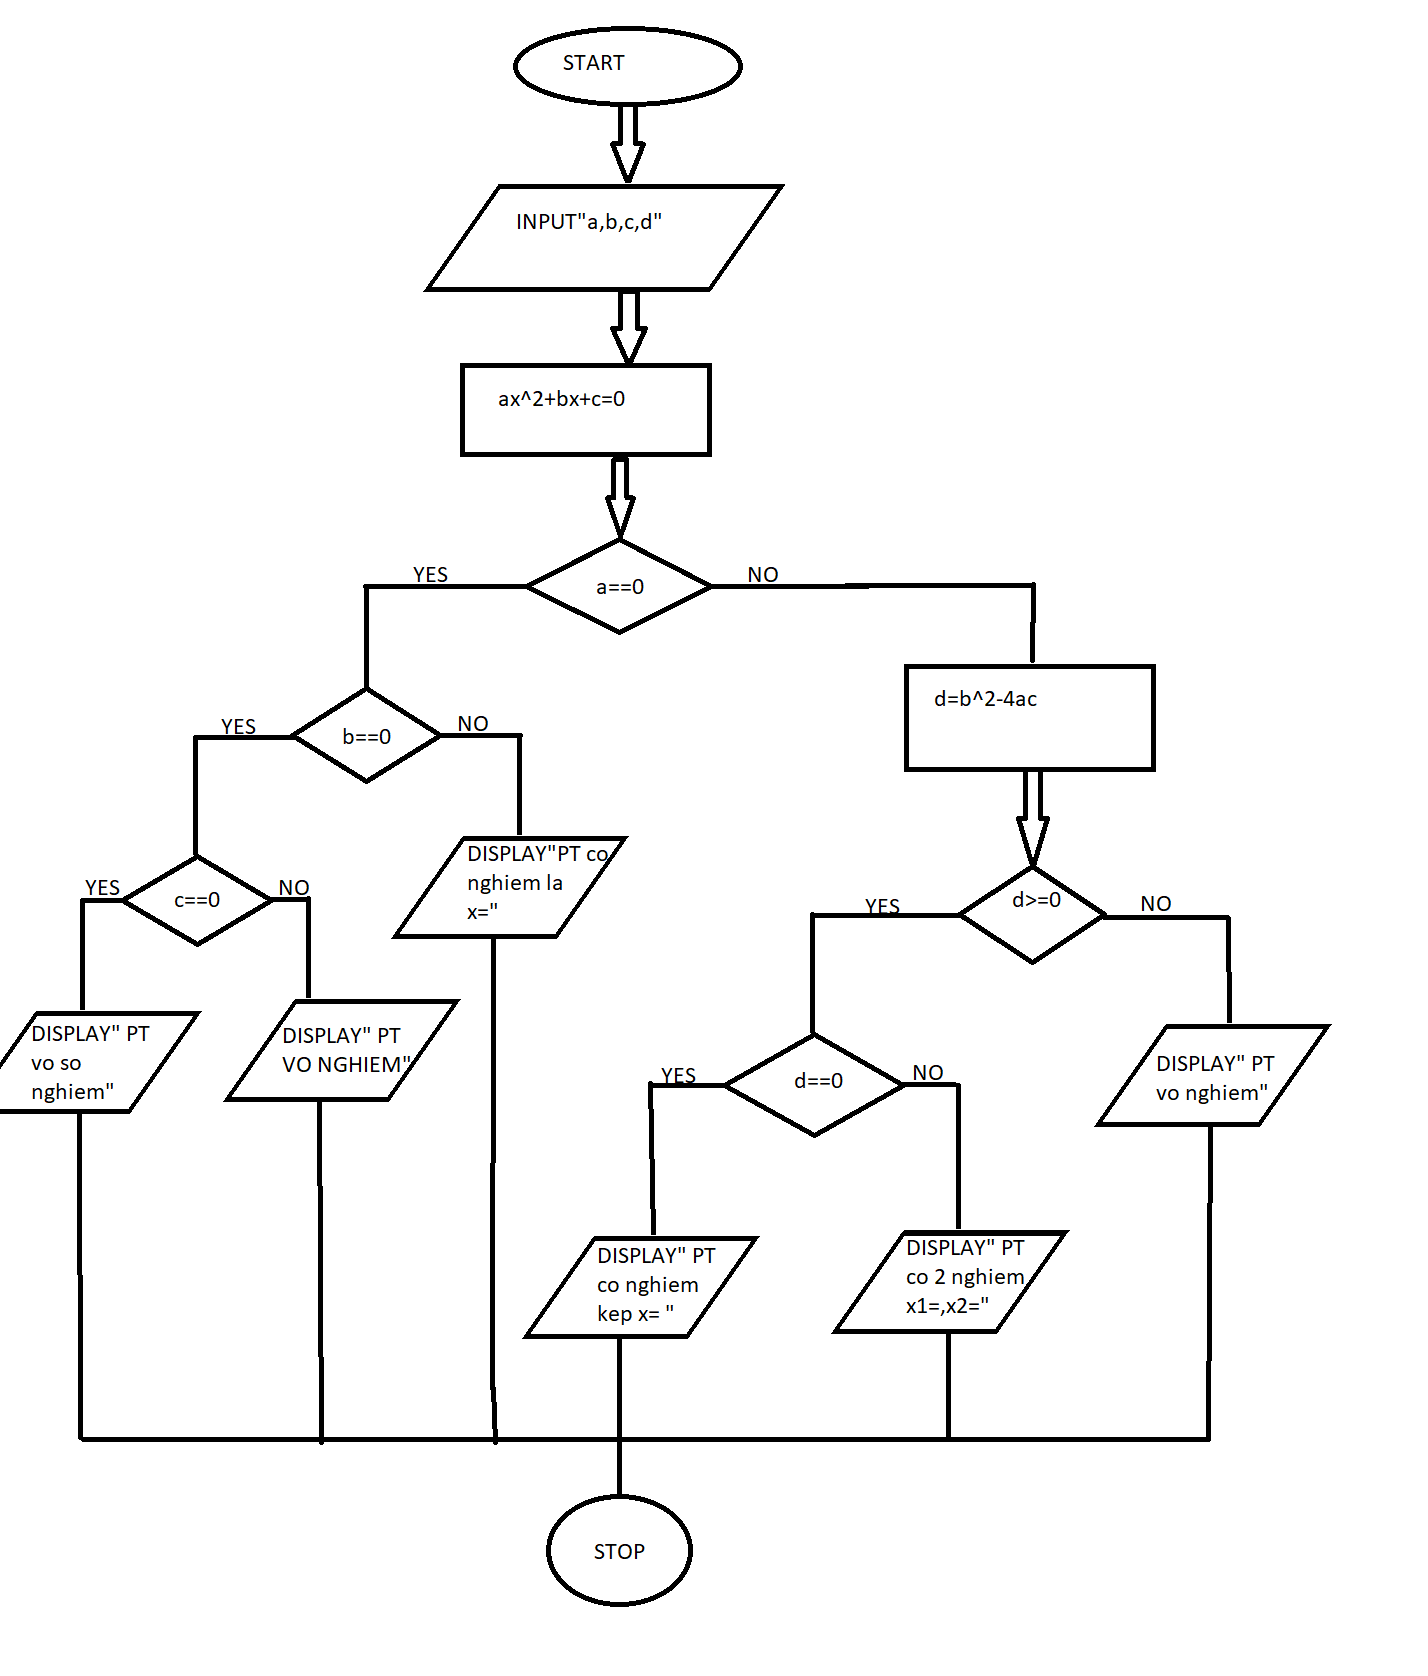 START
INPUT"a,b,c,d"
ax^2+bx+c=0
a==0
YES
NO
d=b^2-4ac
b==0
YES
NO
DISPLAY"PT co
nghiem la
x="
c==0
YES
NO
d>=0
YES
NO
DISPLAY" PT
vo so
nghiem"
DISPLAY" PT
VO NGHIEM"
d==0
YES
NO
DISPLAY" PT
vo nghiem"
DISPLAY" PT
co nghiem
kep x= "
DISPLAY" PT
co 2 nghiem
x1=,x2="
STOP